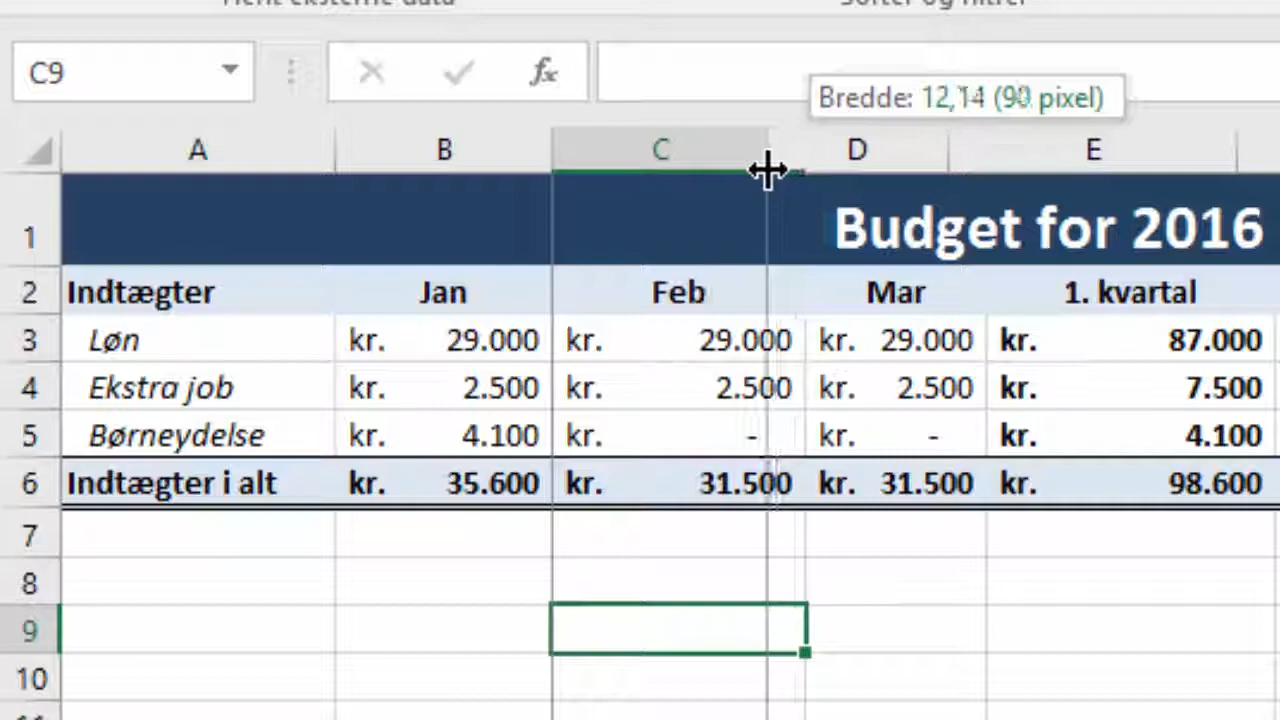 C9
fx
Bredde: 12,14 (90 pixel)
A B C D E
1 Budget for 2016
2 Indtægter Jan Feb Mar 1. kvartal
3 Løn kr. 29.000 kr. 29.000 kr. 29.000 kr. 87.000
4 Ekstra job kr. 2.500 kr. 2.500 kr. 2.500 kr. 7.500
5 Børneydelse kr. 4.100 kr. - kr. - kr. 4.100
6 Indtægter i alt kr. 35.600 kr. 31.500 kr. 31.500 kr. 98.600
7
8
9
10